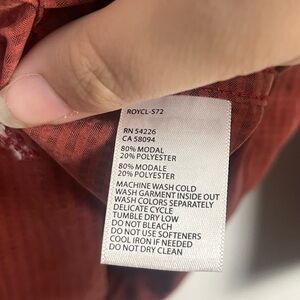 ROYCL-S72
RN 54226
CA 58094
80% MODAL
20% POLYESTER
80% MODALE
20% POLYESTER
MACHINE WASH COLD
WASH GARMENT INSIDE OUT
WASH COLORS SEPARATELY
DELICATE CYCLE
TUMBLE DRY LOW
DO NOT BLEACH
DO NOT USE SOFTENERS
COOL IRON IF NEEDED
DO NOT DRY CLEAN